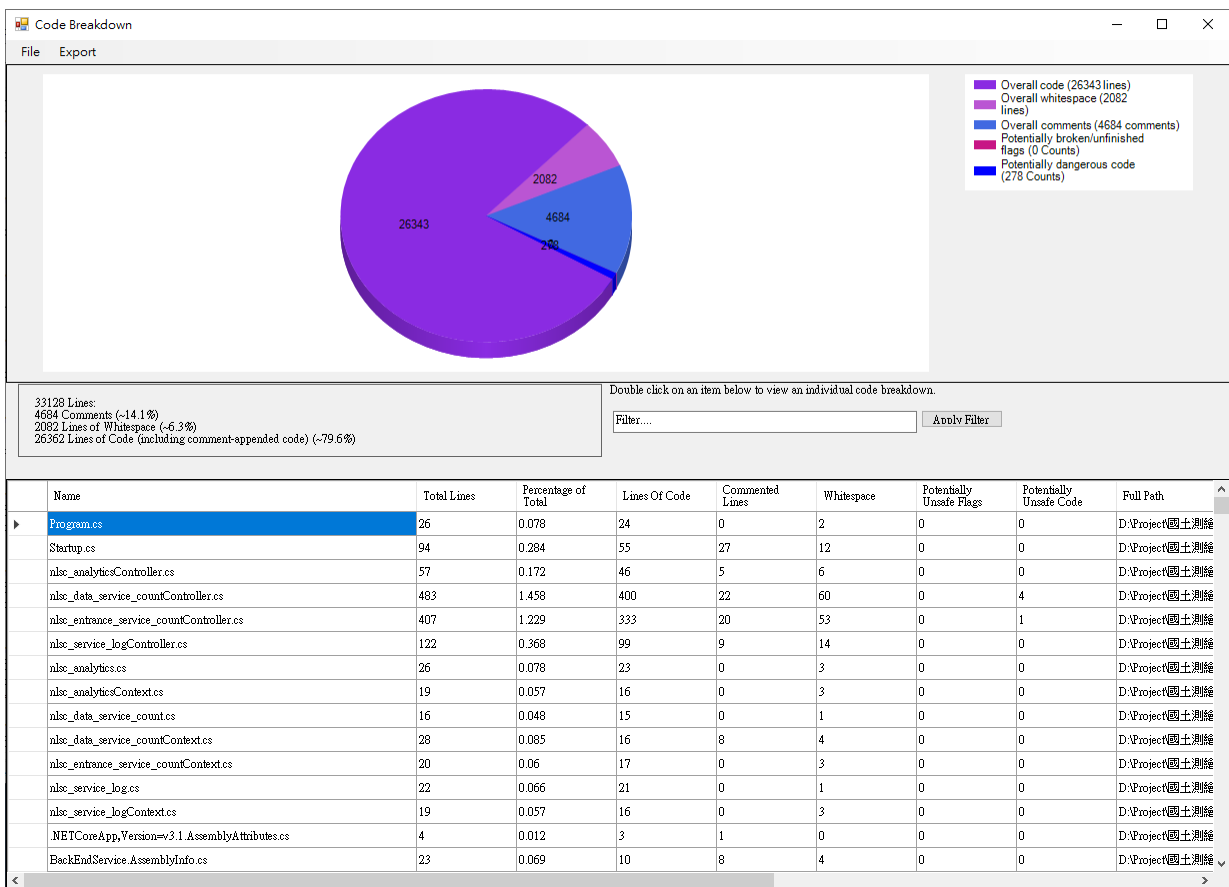 Code Breakdown
File Export
Overall code (26343 lines)
Overall whitespace (2082
lines)
Overall comments (4684 comments)
Potentially broken/unfinished
flags (0 Counts)
Potentially dangerous code
(278 Counts)
2082
4684
26343
33128 Lines:
4684 Comments (~14.1%)
2082 Lines of Whitespace (~6.3%)
26362 Lines of Code (including comment-appended code) (~79.6%)
Double click on an item below to view an individual code breakdown.
Filter.... Apply Filter
Name Total Lines Percentage of Total Lines Of Code Commented Lines Whitespace Potentially Unsafe Flags Potentially Unsafe Code Full Path
Program.cs 26 0.078 24 0 2 0 0 D:\Project\國土測繪
Startup.cs 94 0.284 55 27 12 0 0 D:\Project\國土測繪
nlsc_analyticsController.cs 57 0.172 46 5 6 0 0 D:\Project\國土測繪
nlsc_data_service_countController.cs 483 1.458 400 22 60 0 4 D:\Project\國土測繪
nlsc_entrance_service_countController.cs 407 1.229 333 20 53 0 1 D:\Project\國土測繪
nlsc_service_logController.cs 122 0.368 99 9 14 0 0 D:\Project\國土測繪
nlsc_analytics.cs 26 0.078 23 0 3 0 0 D:\Project\國土測繪
nlsc_analyticsContext.cs 19 0.057 16 0 3 0 0 D:\Project\國土測繪
nlsc_data_service_count.cs 16 0.048 15 0 1 0 0 D:\Project\國土測繪
nlsc_data_service_countContext.cs 28 0.085 16 8 4 0 0 D:\Project\國土測繪
nlsc_entrance_service_countContext.cs 20 0.06 17 0 3 0 0 D:\Project\國土測繪
nlsc_service_log.cs 22 0.066 21 0 1 0 0 D:\Project\國土測繪
nlsc_service_logContext.cs 19 0.057 16 0 3 0 0 D:\Project\國土測繪
.NETCoreApp,Version=v3.1.AssemblyAttributes.cs 4 0.012 3 1 0 0 0 D:\Project\國土測繪
BackEndService.AssemblyInfo.cs 23 0.069 10 8 4 0 0 D:\Project\國土測繪